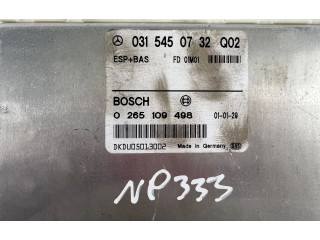 031 545 07 32 Q02
ESP+BAS FD 01M01
BOSCH
0 265 109 498 01-01-29
DKDU05013002 Made in Germany
NP333